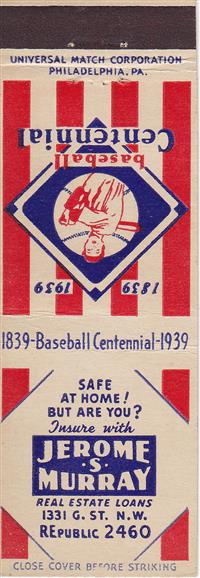 UNIVERSAL MATCH CORPORATION
PHILADELPHIA, PA.
baseball
Centennial
1839 1939
1839-Baseball Centennial-1939
SAFE
AT HOME!
BUT ARE YOU?
Insure with
JEROME
·S·
MURRAY
REAL ESTATE LOANS
1331 G. ST. N.W.
REPUBLIC 2460
CLOSE COVER BEFORE STRIKING